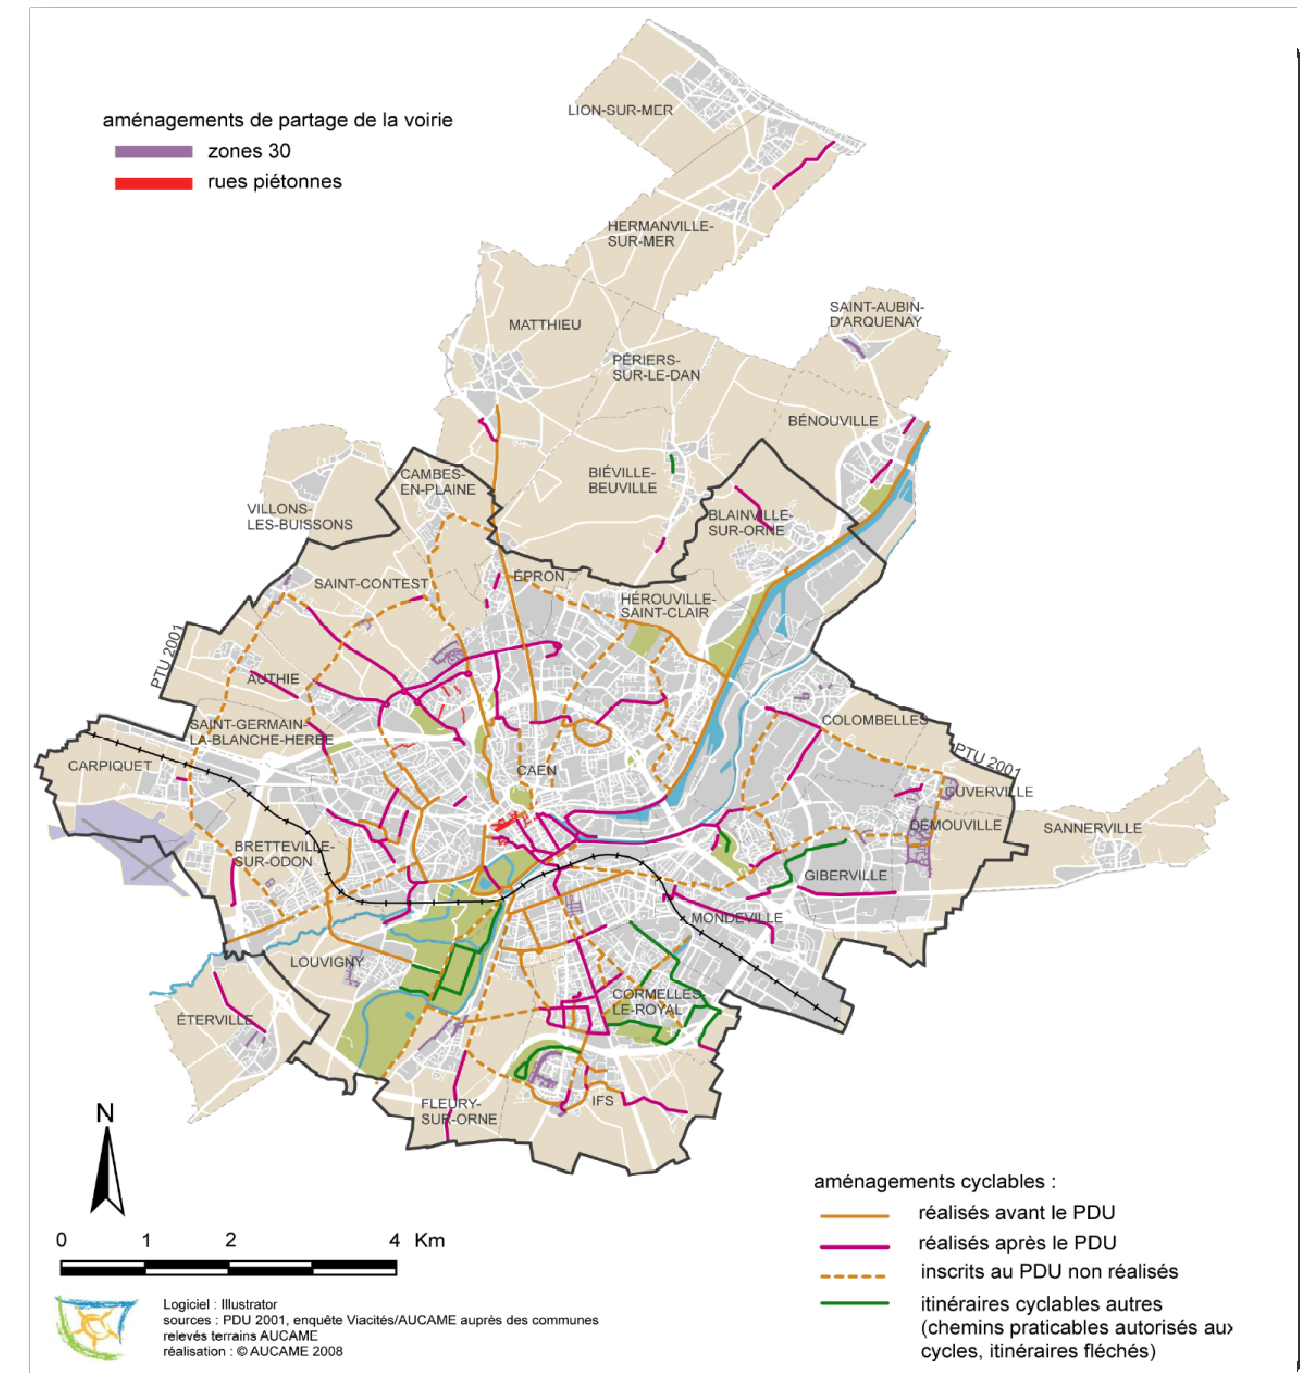 aménagements de partage de la voirie
zones 30
rues piétonnes
LION-SUR-MER
HERMANVILLE-
SUR-MER
SAINT-AUBIN-
D'ARQUENAY
MATTHIEU
PÉRIERS-
SUR-LE-DAN
BÉNOUVILLE
CAMBES-
EN-PLAINE
BIÉVILLE-
BEUVILLE
VILLONS-
LES-BUISSONS
BLAINVILLE-
SUR-ORNE
SAINT-CONTEST
ÉPRON
HÉROUVILLE-
SAINT-CLAIR
PTU 2001
AUTHIE
SAINT-GERMAIN-
LA-BLANCHE-HERBE
COLOMBELLES
PTU 2001
CARPIQUET
CAEN
CUVERVILLE
DÉMOUVILLE
SANNERVILLE
BRETTEVILLE-
SUR-ODON
GIBERVILLE
MONDEVILLE
LOUVIGNY
CORMELLES-
LE-ROYAL
ÉTERVILLE
FLEURY-
SUR-ORNE
IFS
N
0 1 2 4 Km
Logiciel : Illustrator
sources : PDU 2001, enquête Viacités/AUCAME auprès des communes
relevés terrains AUCAME
réalisation : © AUCAME 2008
aménagements cyclables :
réalisés avant le PDU
réalisés après le PDU
inscrits au PDU non réalisés
itinéraires cyclables autres
(chemins praticables autorisés aux
cycles, itinéraires fléchés)